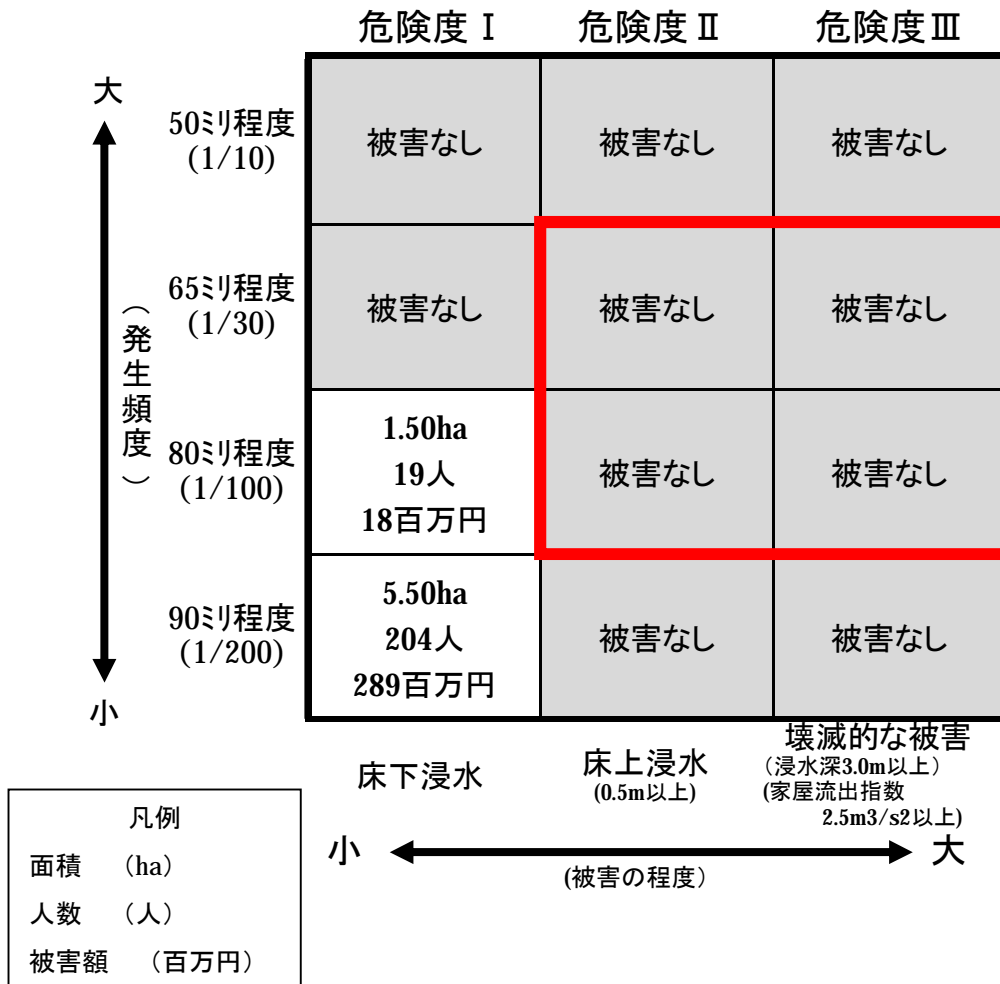 危険度Ⅰ 危険度Ⅱ 危険度Ⅲ
大
50ミリ程度
(1/10)
被害なし 被害なし 被害なし
65ミリ程度
(1/30)
被害なし 被害なし 被害なし
（発生頻度）
80ミリ程度
(1/100)
1.50ha
19人
18百万円
被害なし 被害なし
90ミリ程度
(1/200)
5.50ha
204人
289百万円
被害なし 被害なし
小
床下浸水
床上浸水
(0.5m以上)
壊滅的な被害
（浸水深3.0m以上）
(家屋流出指数
2.5m3/s2以上)
小 大
(被害の程度）
凡例
面積 （ha）
人数 （人）
被害額 （百万円）